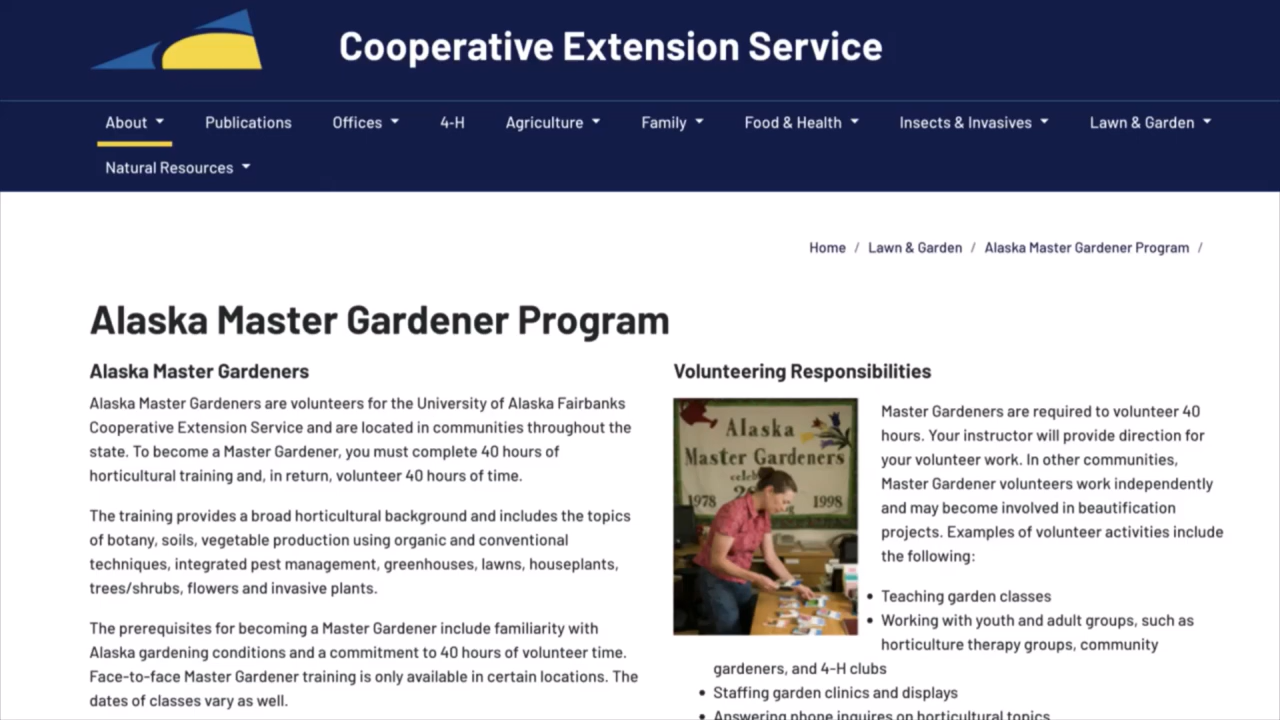 Cooperative Extension Service
About
Publications
Offices
4-H
Agriculture
Family
Food & Health
Insects & Invasives
Lawn & Garden
Natural Resources
Home / Lawn & Garden / Alaska Master Gardener Program /
Alaska Master Gardener Program
Alaska Master Gardeners
Alaska Master Gardeners are volunteers for the University of Alaska Fairbanks
Cooperative Extension Service and are located in communities throughout the
state. To become a Master Gardener, you must complete 40 hours of
horticultural training and, in return, volunteer 40 hours of time.
The training provides a broad horticultural background and includes the topics
of botany, soils, vegetable production using organic and conventional
techniques, integrated pest management, greenhouses, lawns, houseplants,
trees/shrubs, flowers and invasive plants.
The prerequisites for becoming a Master Gardener include familiarity with
Alaska gardening conditions and a commitment to 40 hours of volunteer time.
Face-to-face Master Gardener training is only available in certain locations. The
dates of classes vary as well.
Volunteering Responsibilities
Alaska
Master Gardeners
1978
1998
Master Gardeners are required to volunteer 40
hours. Your instructor will provide direction for
your volunteer work. In other communities,
Master Gardener volunteers work independently
and may become involved in beautification
projects. Examples of volunteer activities include
the following:
• Teaching garden classes
• Working with youth and adult groups, such as
horticulture therapy groups, community
gardeners, and 4-H clubs
• Staffing garden clinics and displays
• Answering phone inquires on horticultural topics